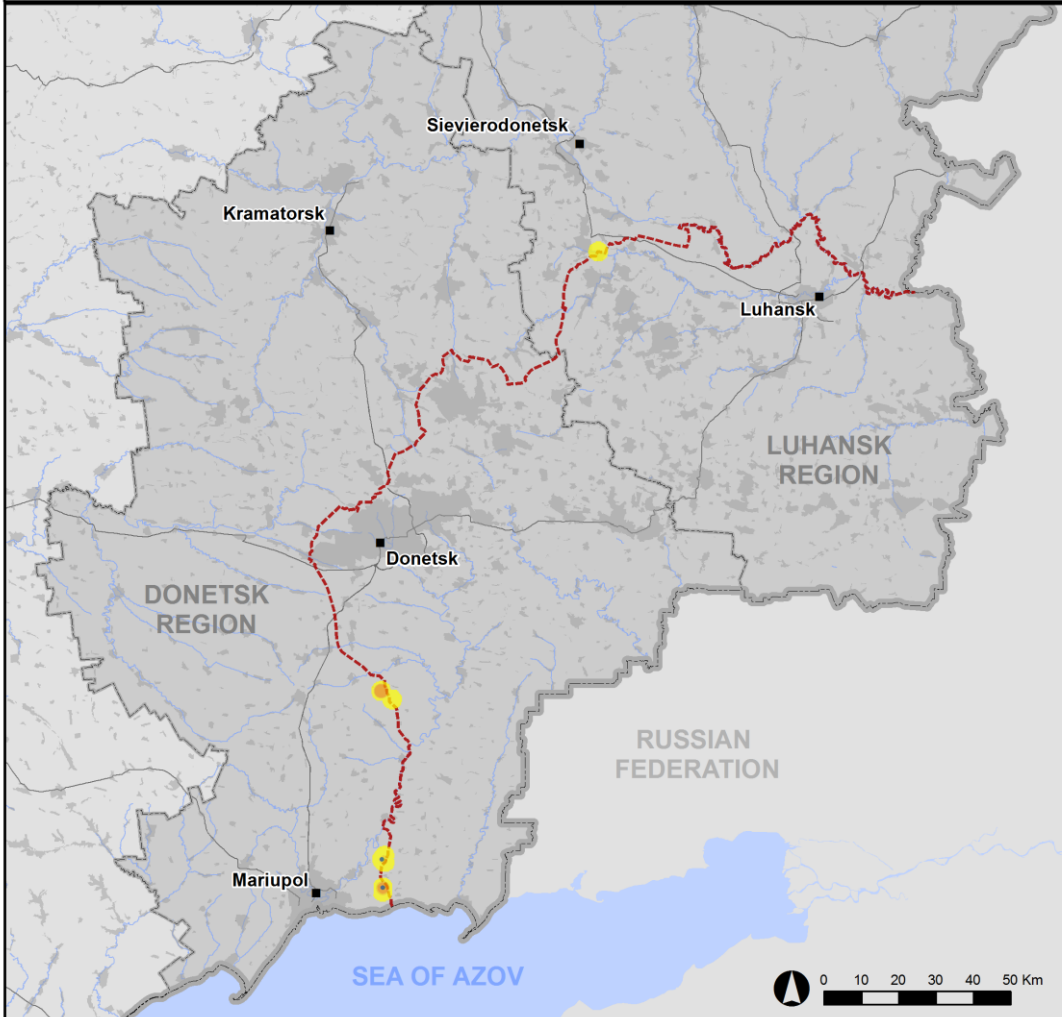 Sievierodonetsk
Kramatorsk
Luhansk
LUHANSK
REGION
Donetsk
DONETSK
REGION
RUSSIAN
FEDERATION
Mariupol
SEA OF AZOV
0 10 20 30 40 50 Km